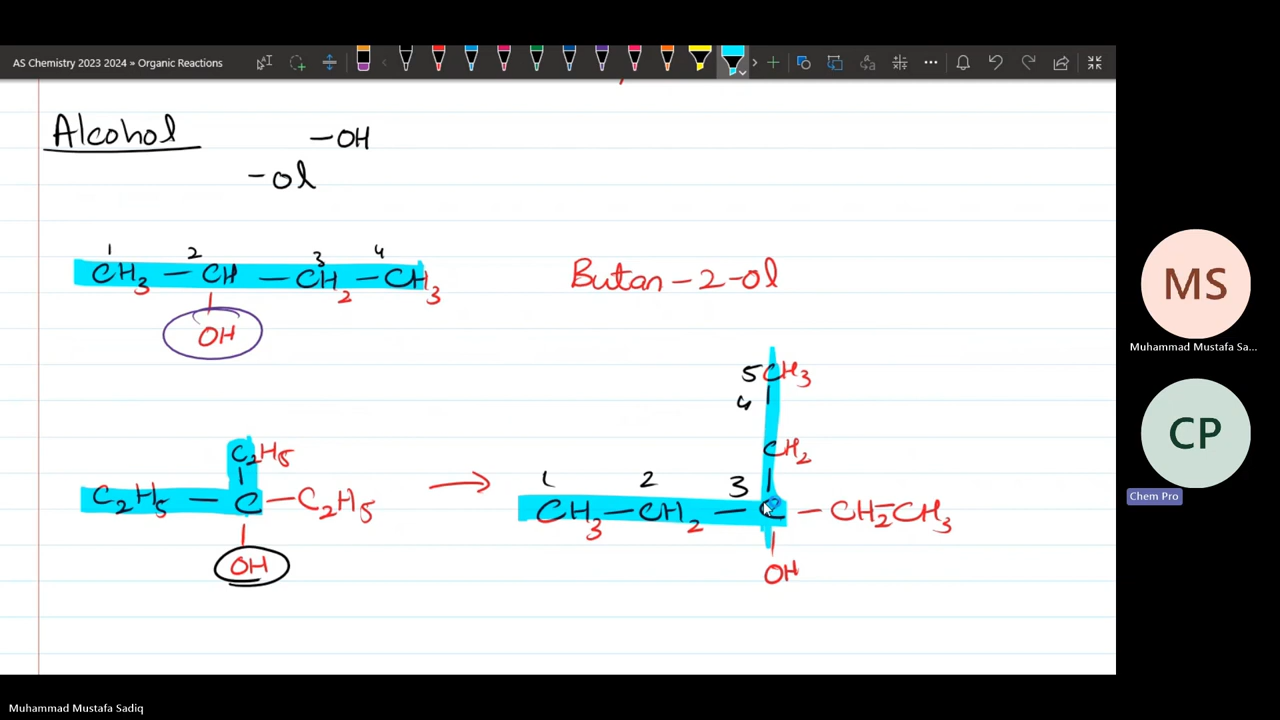 AS Chemistry 2023 2024 » Organic Reactions
Alcohol
–OH
–ol
1 2 3 4
CH3 – CH – CH2 – CH3
OH
Butan – 2 – ol
MS
Muhammad Mustafa Sa...
5 CH3
4
CH2
CP
Chem Pro
C2H5
C2H5 – C – C2H5
OH
1 2 3
CH3 – CH2 – C – CH2–CH3
OH
Muhammad Mustafa Sadiq